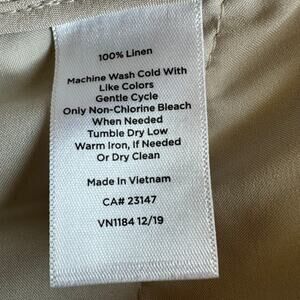 100% Linen
Machine Wash Cold With
Like Colors
Gentle Cycle
Only Non-Chlorine Bleach
When Needed
Tumble Dry Low
Warm Iron, If Needed
Or Dry Clean
Made In Vietnam
CA# 23147
VN1184 12/19